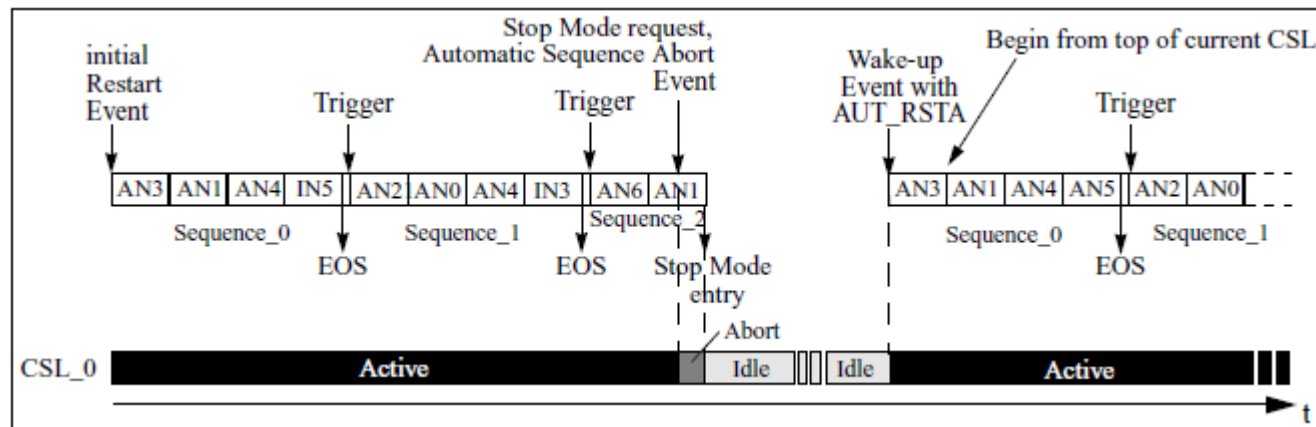 initial
Restart
Event
Trigger
Stop Mode request,
Automatic Sequence Abort
Event
Trigger
Wake-up
Event with
AUT_RSTA
Begin from top of current CSL
Trigger
AN3 AN1 AN4 IN5 AN2 AN0 AN4 IN3 AN6 AN1
AN3 AN1 AN4 AN5 AN2 AN0
Sequence_0
Sequence_1
Sequence_2
Sequence_0
Sequence_1
EOS
EOS
Stop Mode
entry
EOS
Abort
CSL_0
Active
Idle
Idle
Active
t